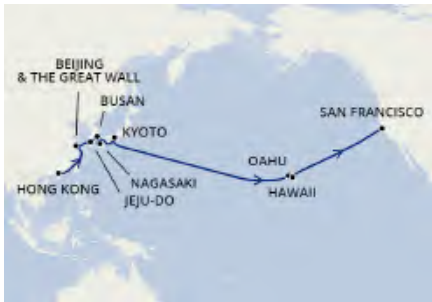 BEIJING
& THE GREAT WALL
BUSAN
KYOTO
SAN FRANCISCO
OAHU
HAWAII
HONG KONG
NAGASAKI
JEJU-DO